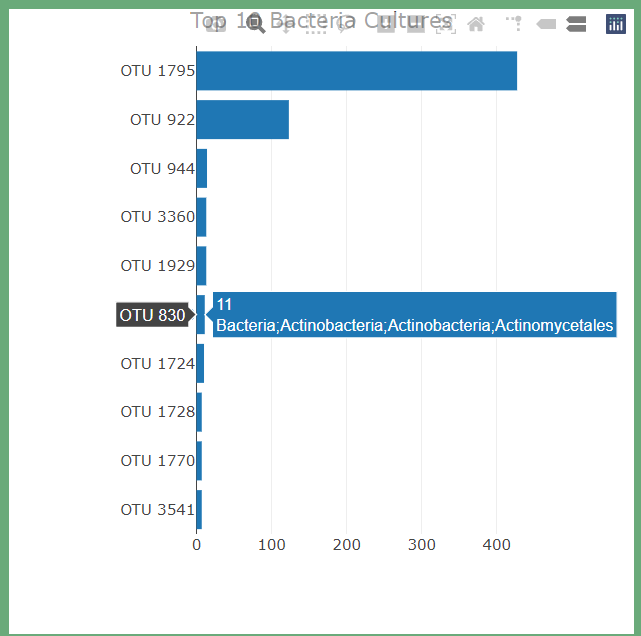 Top 10 Bacteria Cultures
OTU 1795
OTU 922
OTU 944
OTU 3360
OTU 1929
OTU 830
11
Bacteria;Actinobacteria;Actinobacteria;Actinomycetales
OTU 1724
OTU 1728
OTU 1770
OTU 3541
0 100 200 300 400